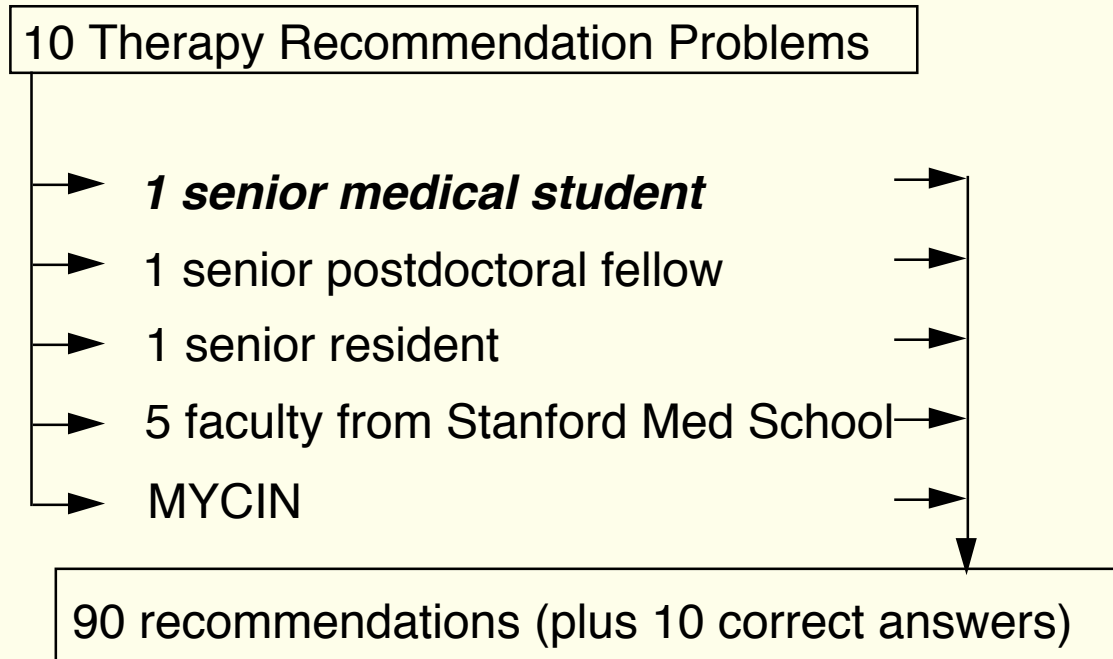 10 Therapy Recommendation Problems
1 senior medical student
1 senior postdoctoral fellow
1 senior resident
5 faculty from Stanford Med School
MYCIN
90 recommendations (plus 10 correct answers)